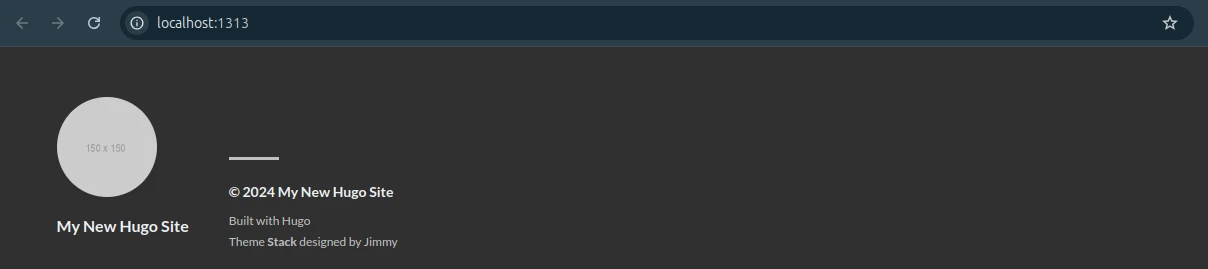 localhost:1313
150 x 150
My New Hugo Site
© 2024 My New Hugo Site
Built with Hugo
Theme Stack designed by Jimmy